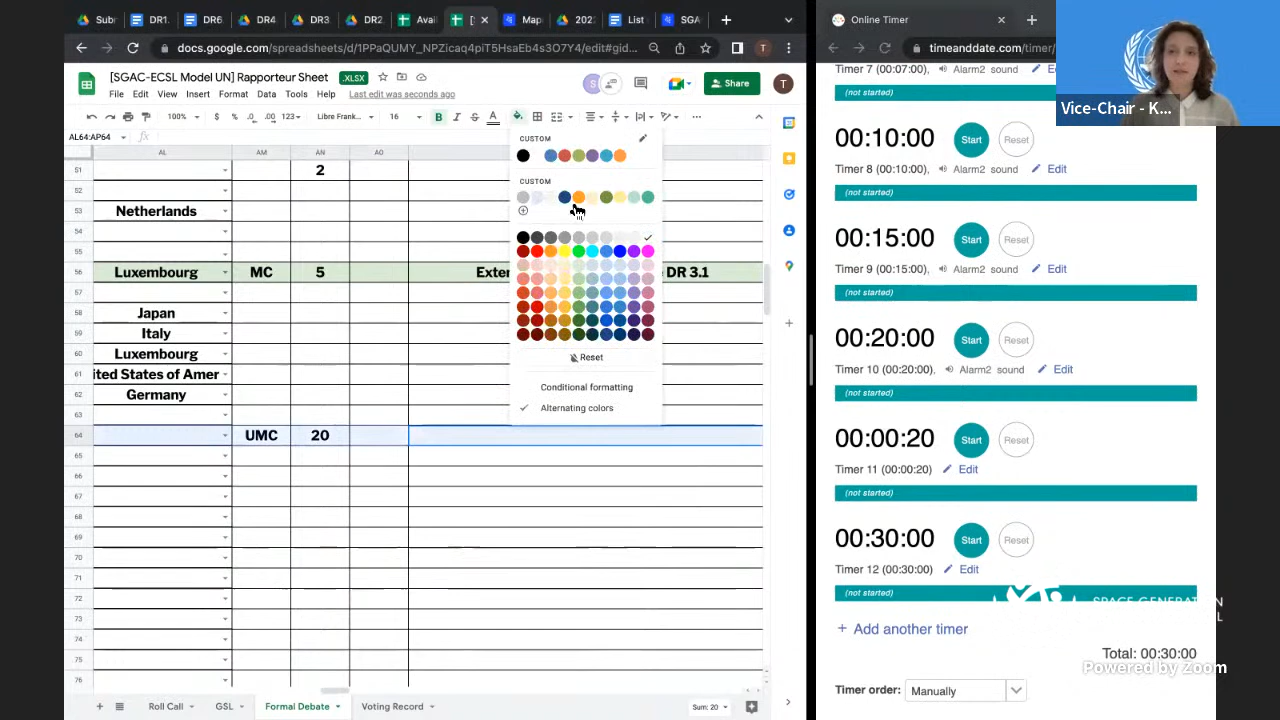 Subr
DR1.
DR6
DR4
DR3
DR2
Avai
[
Map
202
List
SGA
docs.google.com/spreadsheets/d/1PPaQUMY_NPZicaq4piT5HsaEb4s3O7Y4/edit#gid...
T
[SGAC-ECSL Model UN] Rapporteur Sheet
.XLSX
S
Share
T
File Edit View Insert Format Data Tools Help
Last edit was seconds ago
100%
$ % .0 .00 123
Libre Frank...
16
B I S A
AL64:AP64
fx
AL AM AN AO
51 2
52
53 Netherlands
54
55
56 Luxembourg MC 5 Exten DR 3.1
57
58 Japan
59 Italy
60 Luxembourg
61 ited States of Amer
62 Germany
63
64 UMC 20
65
66
67
68
69
70
71
72
73
74
75
76
CUSTOM
CUSTOM
Reset
Conditional formatting
Alternating colors
Roll Call
GSL
Formal Debate
Voting Record
Sum: 20
Online Timer
timeanddate.com/timer/
Timer 7 (00:07:00), Alarm2 sound
(not started)
00:10:00 Start Reset
Timer 8 (00:10:00), Alarm2 sound Edit
(not started)
00:15:00 Start Reset
Timer 9 (00:15:00), Alarm2 sound Edit
(not started)
00:20:00 Start Reset
Timer 10 (00:20:00), Alarm2 sound Edit
(not started)
00:00:20 Start Reset
Timer 11 (00:00:20) Edit
(not started)
00:30:00 Start Reset
Timer 12 (00:30:00) Edit
(not started)
+ Add another timer
Total: 00:30:00
Timer order: Manually
Vice-Chair - K...
Powered by Zoom